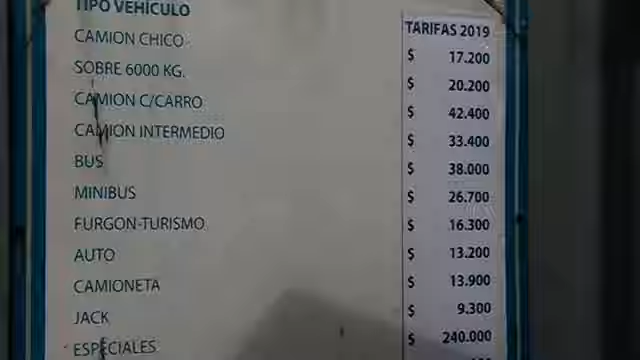 TIPO VEHÍCULO TARIFAS 2019
CAMION CHICO $ 17.200
SOBRE 6000 KG. $ 20.200
CAMION C/CARRO $ 42.400
CAMION INTERMEDIO $ 33.400
BUS $ 38.000
MINIBUS $ 26.700
FURGON-TURISMO $ 16.300
AUTO $ 13.200
CAMIONETA $ 13.900
JACK $ 9.300
ESPECIALES $ 240.000